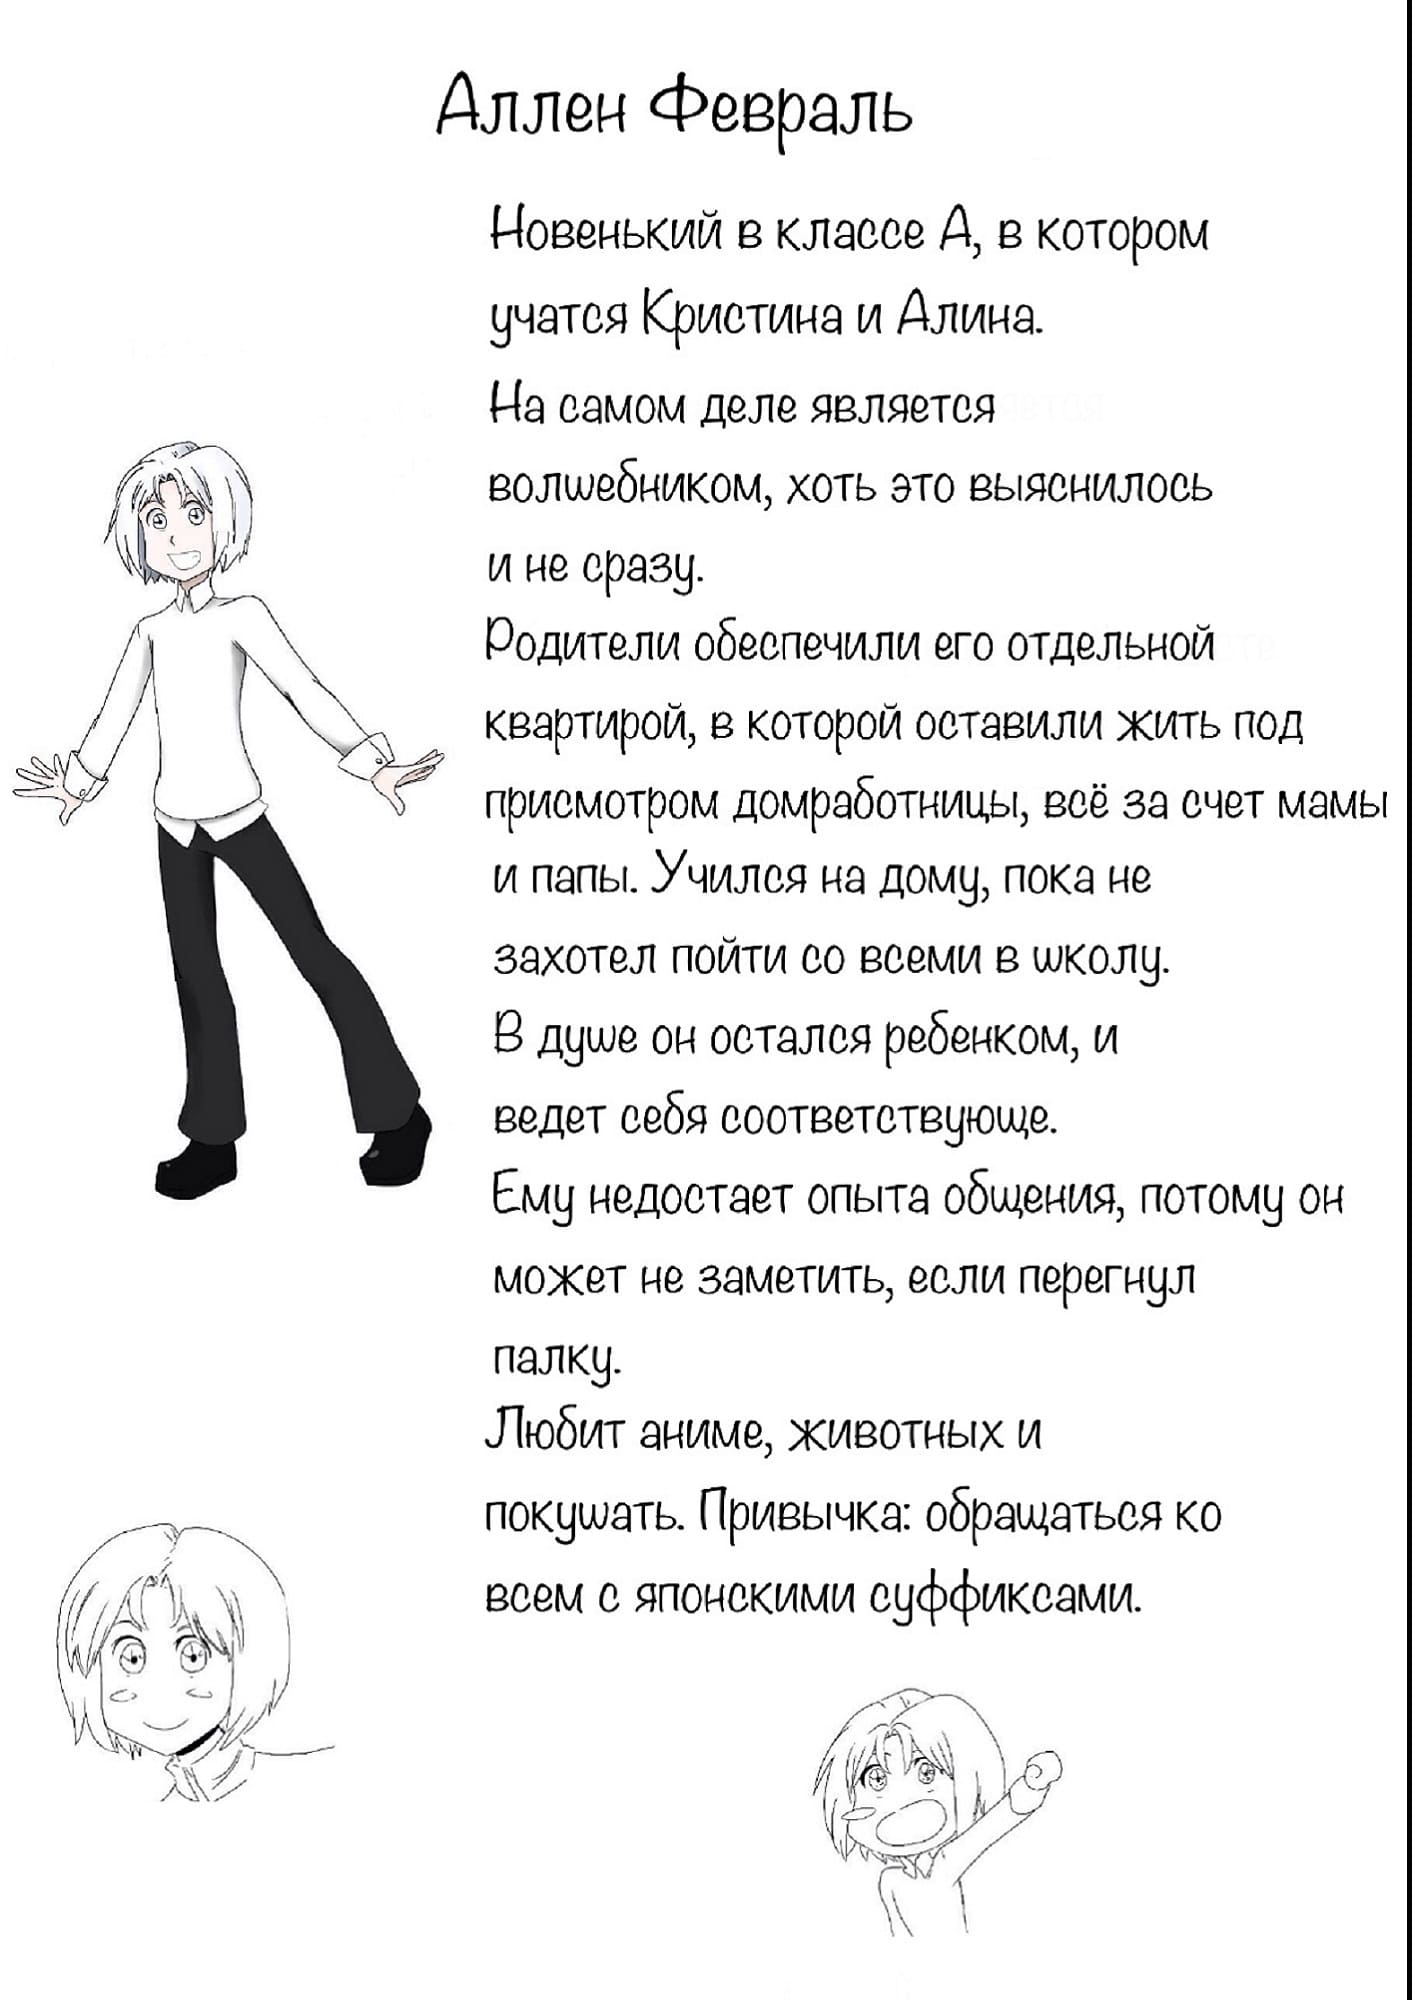 Аллен Февраль
Новенький в классе А, в котором
учатся Кристина и Алина.
На самом деле является
волшебником, хоть это выяснилось
и не сразу.
Родители обеспечили его отдельной
квартирой, в которой оставили жить под
присмотром домработницы, всё за счет мамы
и папы. Учился на дому, пока не
захотел пойти со всеми в школу.
В душе он остался ребенком, и
ведет себя соответствующе.
Ему недостает опыта общения, потому он
может не заметить, если перегнул
палку.
Любит аниме, животных и
покушать. Привычка: обращаться ко
всем с японскими суффиксами.